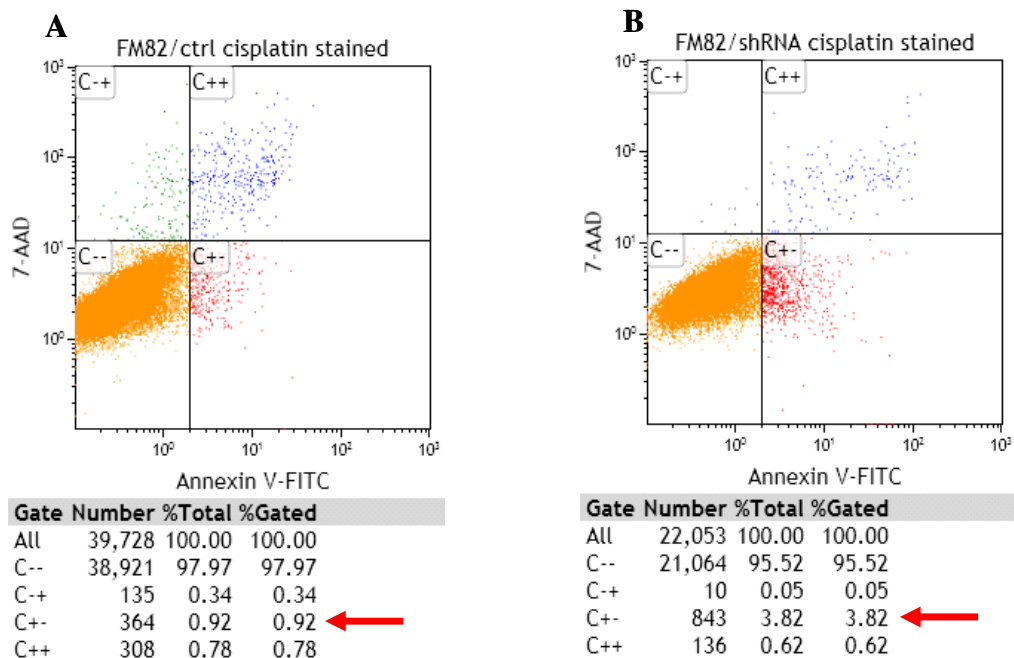 A
FM82/ctrl cisplatin stained
10³
C-+
C++
10²
7-AAD
10¹
C--
C+-
10⁰
10⁰ 10¹ 10² 10³
Annexin V-FITC
Gate Number %Total %Gated
All 39,728 100.00 100.00
C-- 38,921 97.97 97.97
C-+ 135 0.34 0.34
C+- 364 0.92 0.92
C++ 308 0.78 0.78
B
FM82/shRNA cisplatin stained
10³
C-+
C++
10²
7-AAD
10¹
C--
C+-
10⁰
10⁰ 10¹ 10² 10³
Annexin V-FITC
Gate Number %Total %Gated
All 22,053 100.00 100.00
C-- 21,064 95.52 95.52
C-+ 10 0.05 0.05
C+- 843 3.82 3.82
C++ 136 0.62 0.62